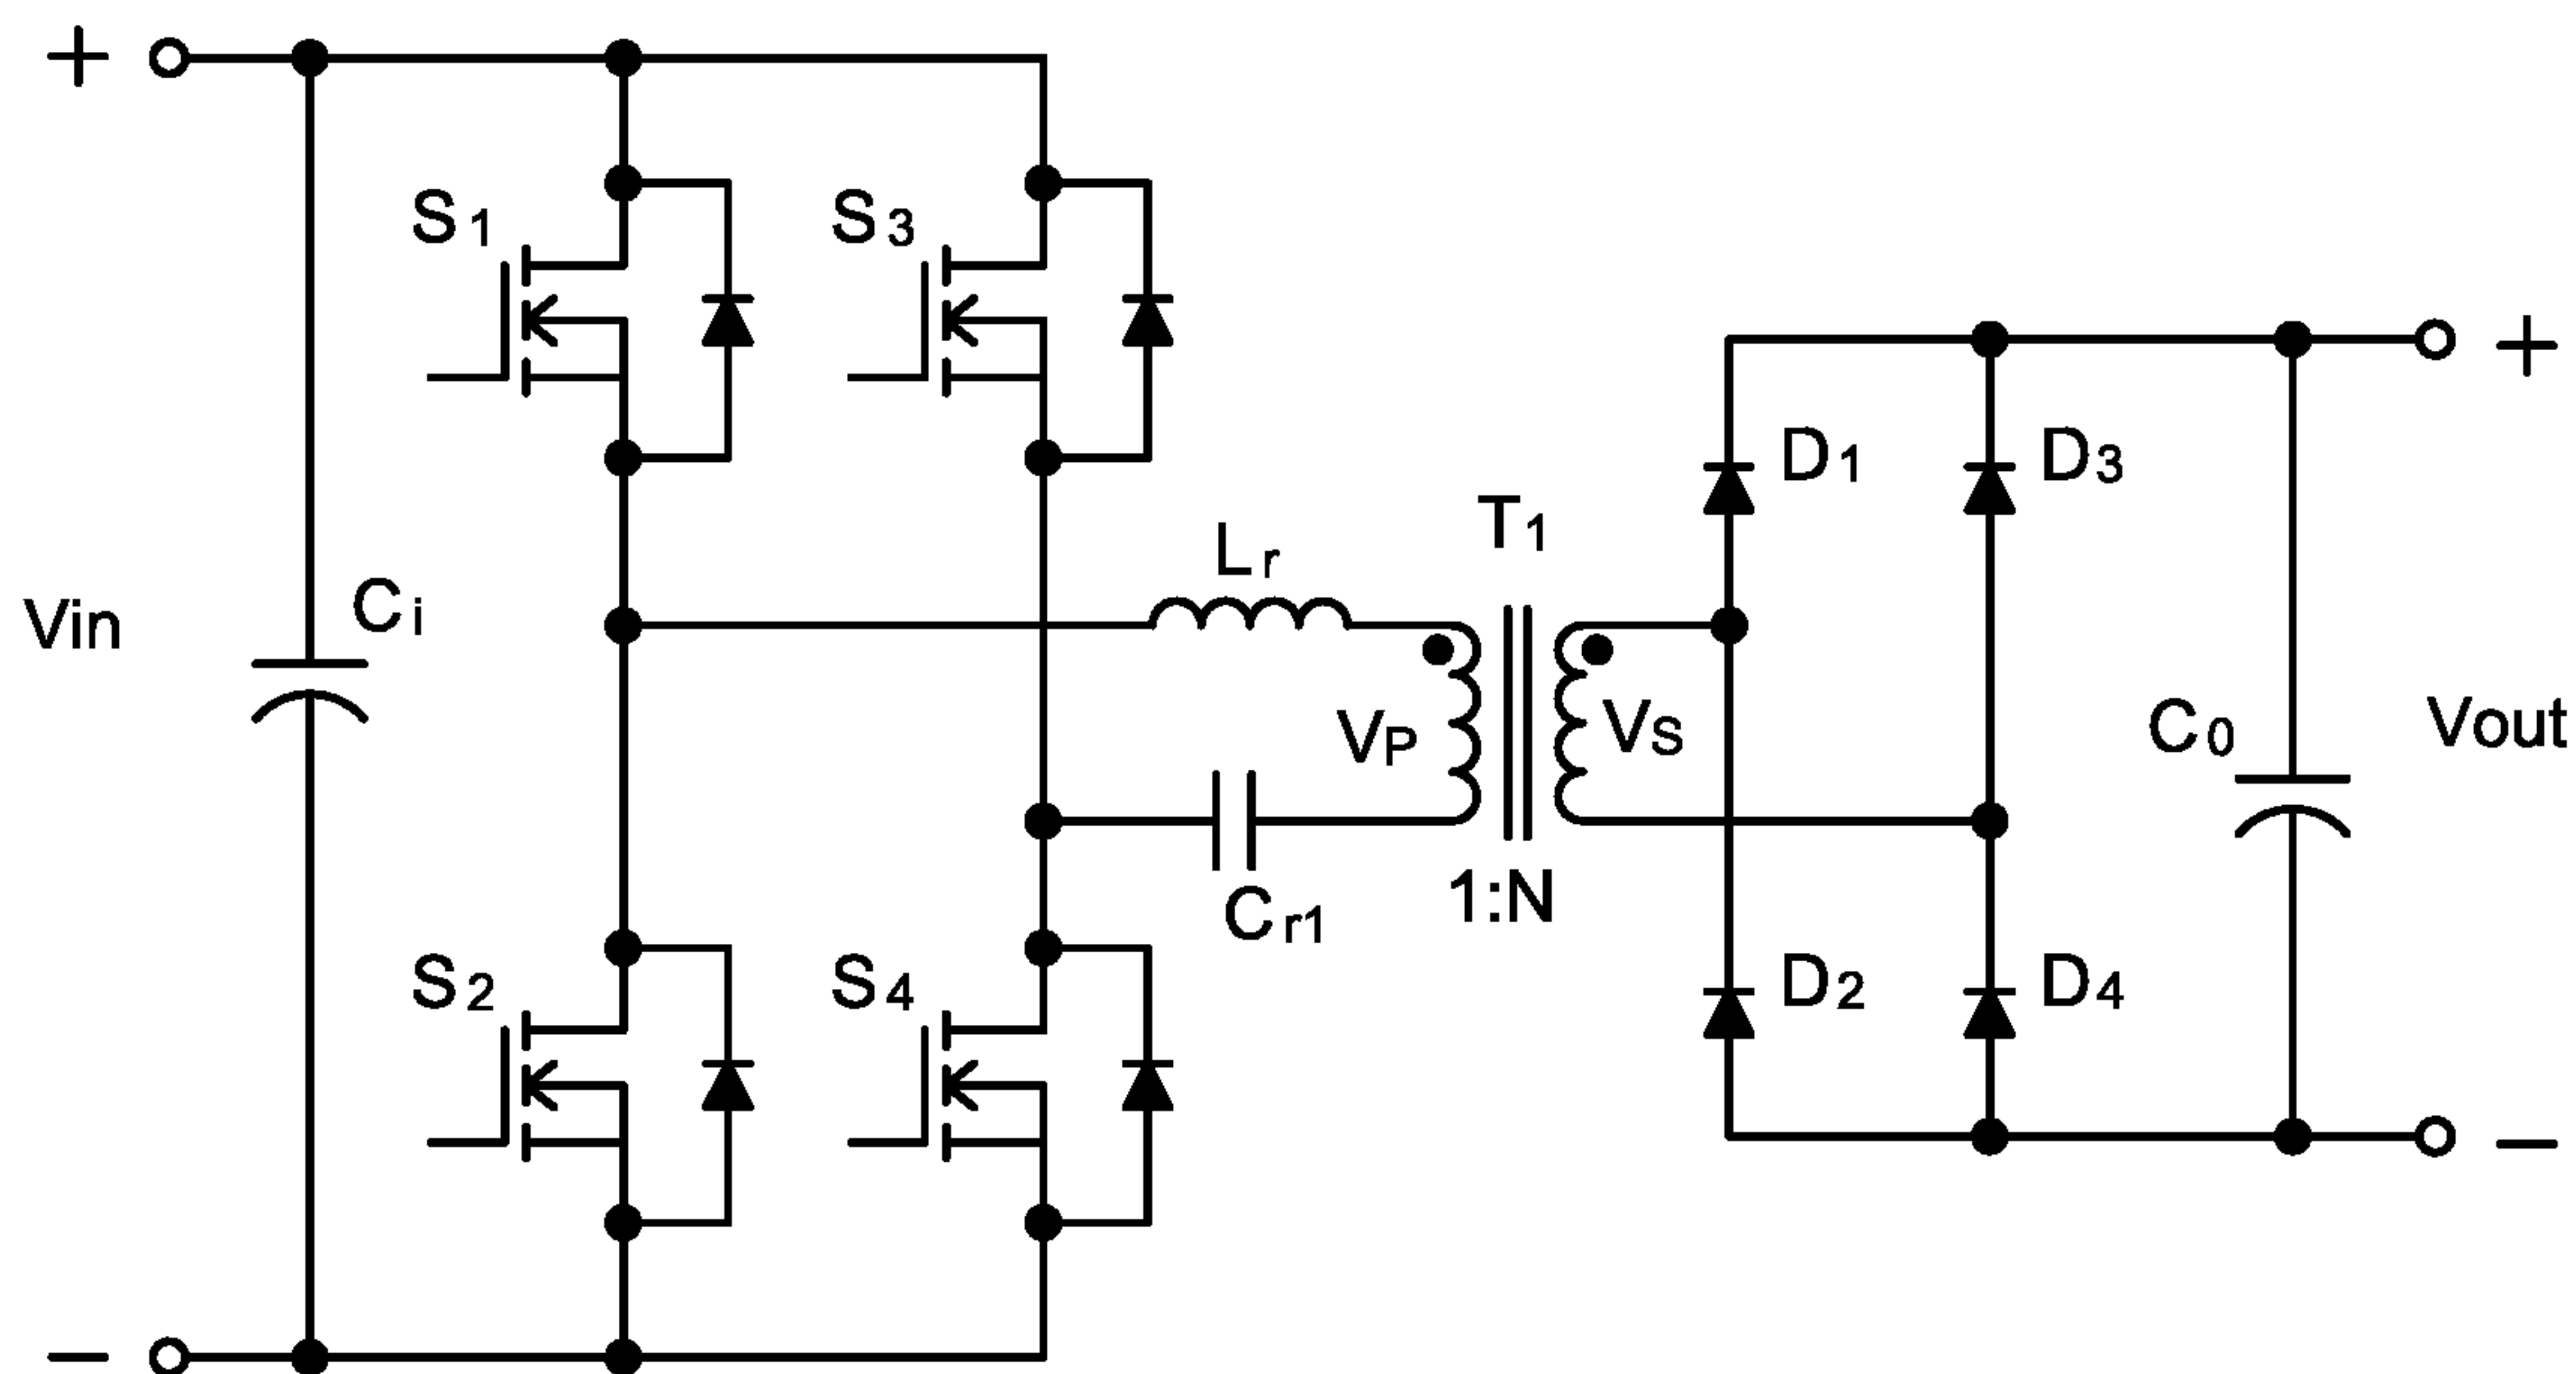 +
S1
S3
+
D1
D3
T1
Lr
Ci
Vin
VP
VS
C0
Vout
1:N
Cr1
S2
S4
D2
D4
−
−